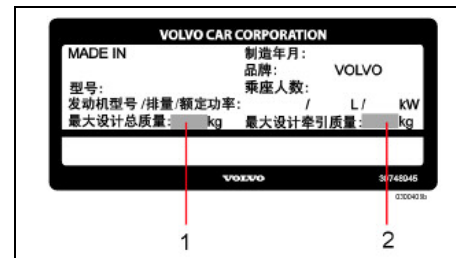 VOLVO CAR CORPORATION
MADE IN 制造年月:
品牌: VOLVO
型号: 乘座人数:
发动机型号/排量/额定功率: / L/ kW
最大设计总质量: kg 最大设计牵引质量: kg
VOLVO 30748945
0300401b
1 2